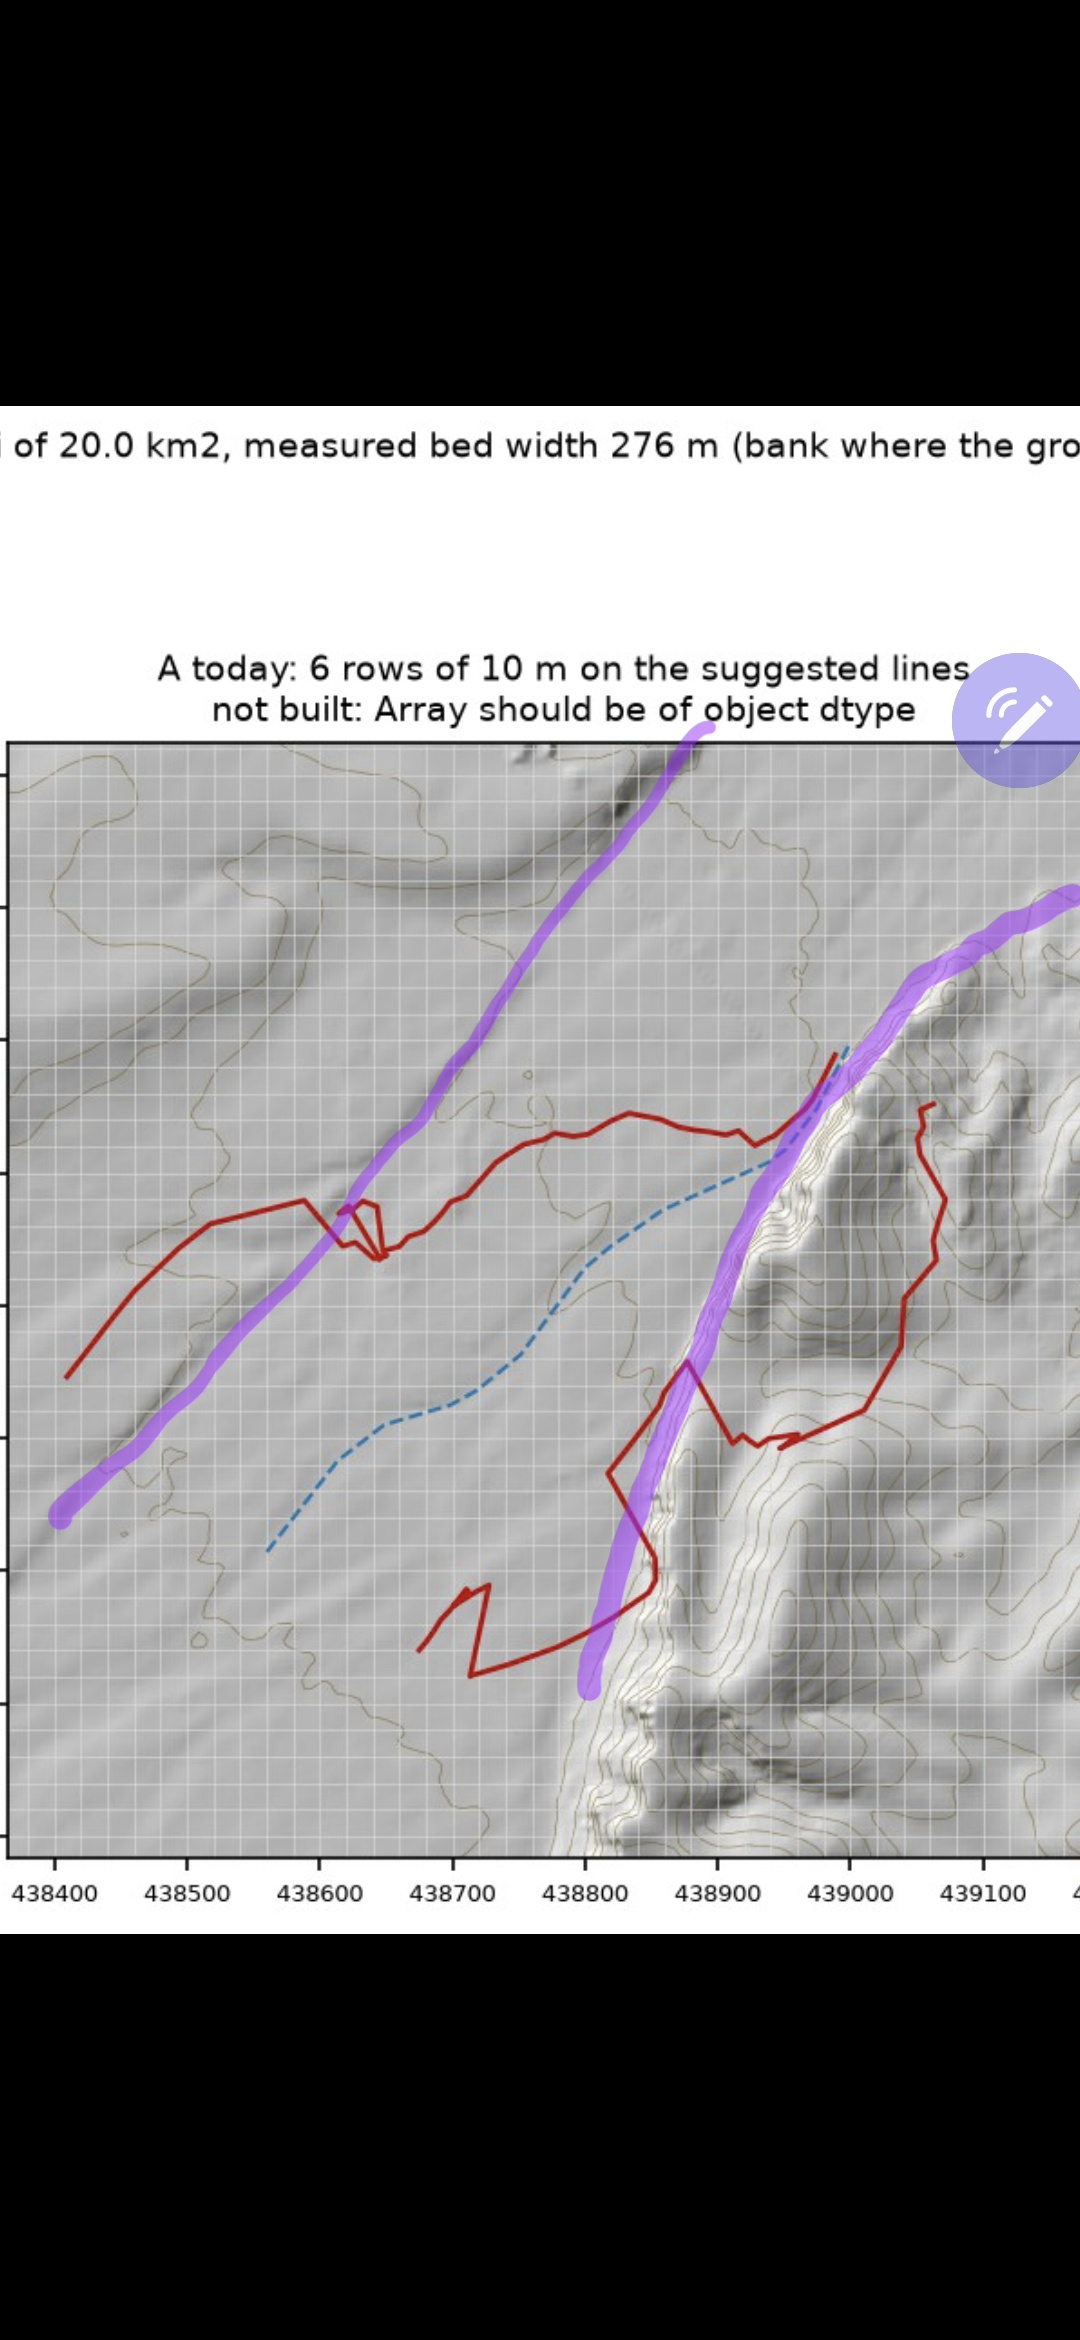 of 20.0 km2, measured bed width 276 m (bank where the gro
A today: 6 rows of 10 m on the suggested lines
not built: Array should be of object dtype
438400 438500 438600 438700 438800 438900 439000 439100